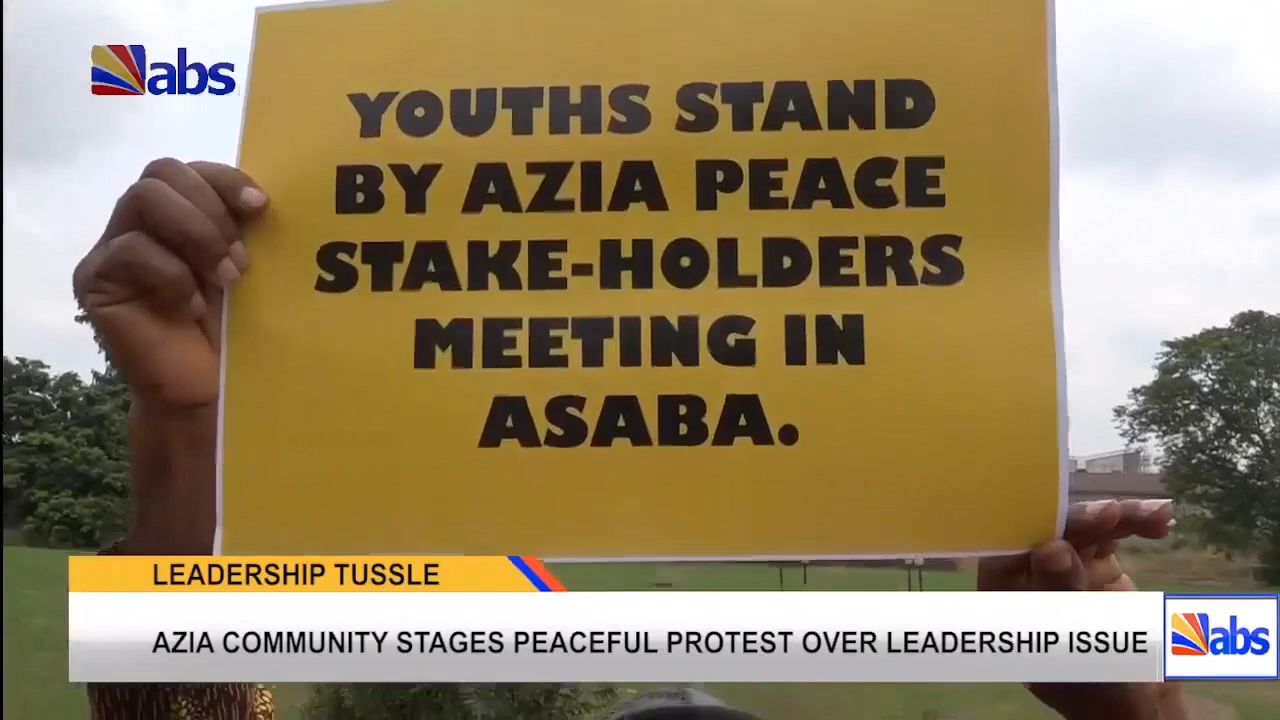 abs
YOUTHS STAND
BY AZIA PEACE
STAKE-HOLDERS
MEETING IN
ASABA.
LEADERSHIP TUSSLE
AZIA COMMUNITY STAGES PEACEFUL PROTEST OVER LEADERSHIP ISSUE
abs